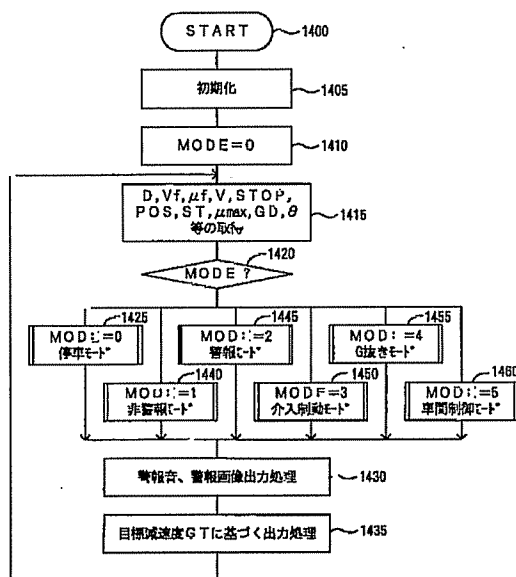 START
1400
初期化
1405
MODE=0
1410
D,Vf,μf,V,STOP,
POS,ST,μmax,GD,θ
等の取得
1415
1420
MODE?
1425
MODE=0
停車モード
1445
MODE=2
警報モード
1455
MODE=4
G抜きモード
1440
MODE=1
非警報モード
1450
MODE=3
介入制動モード
1460
MODE=5
車間制御モード
警報音、警報画像出力処理
1430
目標減速度GTに基づく出力処理
1435